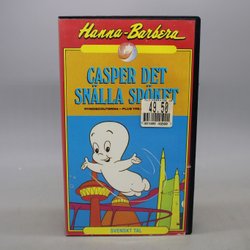 Hanna-Barbera
CASPER DET
SNÄLLA SPÖKET
49.50
SVENSKT TAL